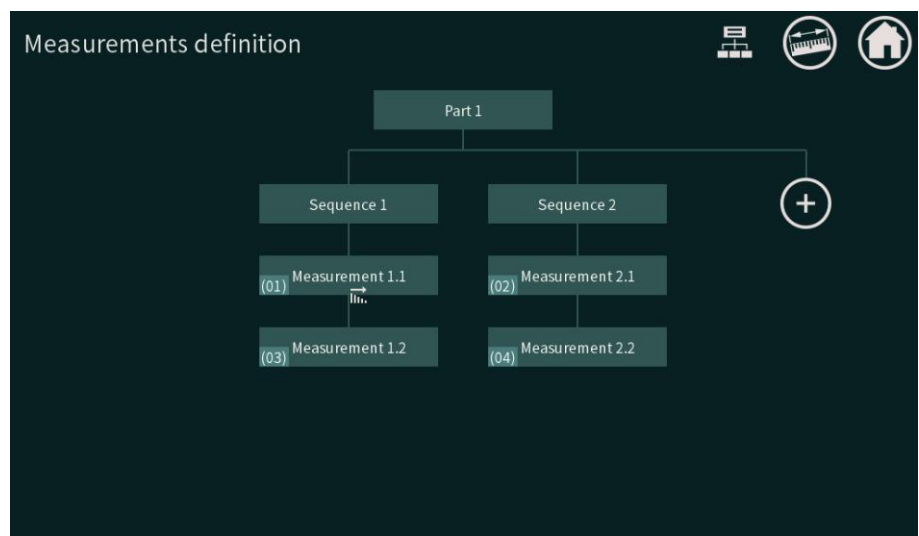 Measurements definition
Part 1
Sequence 1
Sequence 2
+
(01) Measurement 1.1
(02) Measurement 2.1
(03) Measurement 1.2
(04) Measurement 2.2